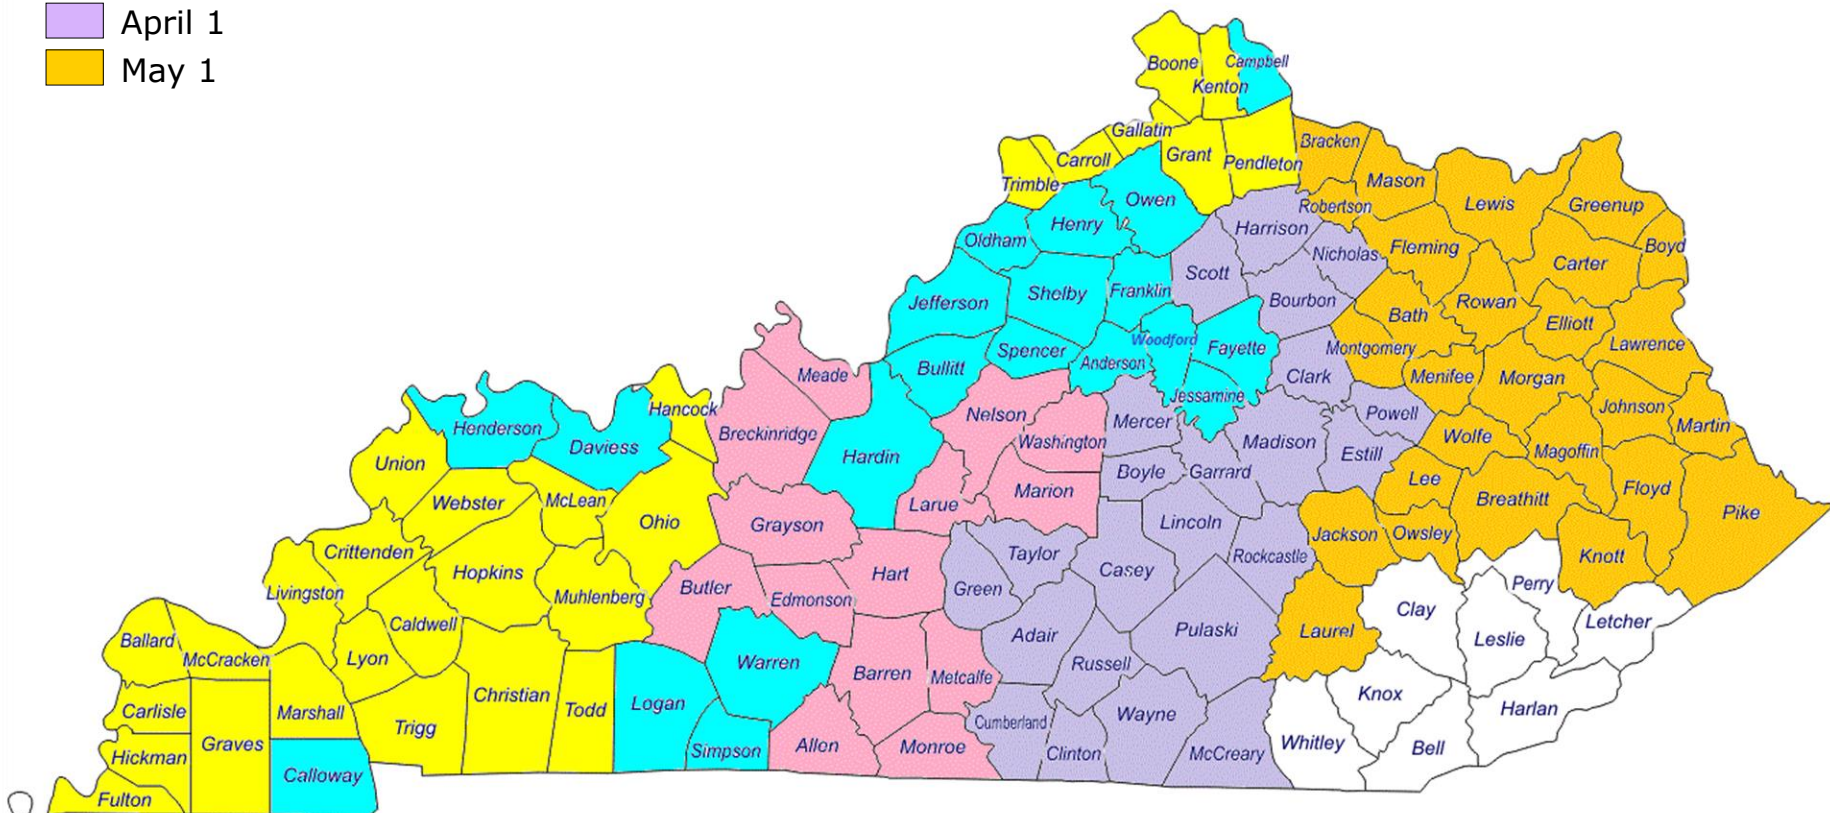 April 1
May 1
Boone
Kenton
Campbell
Gallatin
Carroll
Trimble
Grant
Pendleton
Bracken
Mason
Robertson
Lewis
Greenup
Boyd
Fleming
Carter
Owen
Henry
Oldham
Harrison
Nicholas
Scott
Bourbon
Franklin
Shelby
Jefferson
Bath
Rowan
Elliott
Lawrence
Spencer
Bullitt
Anderson
Woodford
Fayette
Montgomery
Menifee
Morgan
Clark
Jessamine
Johnson
Martin
Powell
Wolfe
Magoffin
Meade
Breckinridge
Hancock
Henderson
Daviess
Hardin
Nelson
Washington
Mercer
Madison
Estill
Lee
Breathitt
Floyd
Pike
Union
Webster
McLean
Ohio
Grayson
Larue
Marion
Boyle
Garrard
Lincoln
Rockcastle
Jackson
Owsley
Knott
Crittenden
Livingston
Hopkins
Muhlenberg
Butler
Edmonson
Hart
Green
Taylor
Casey
Perry
Clay
Leslie
Letcher
Ballard
McCracken
Caldwell
Lyon
Warren
Barren
Metcalfe
Adair
Russell
Pulaski
Laurel
Knox
Harlan
Carlisle
Marshall
Trigg
Christian
Todd
Logan
Simpson
Allen
Monroe
Cumberland
Clinton
Wayne
McCreary
Whitley
Bell
Hickman
Graves
Calloway
Fulton